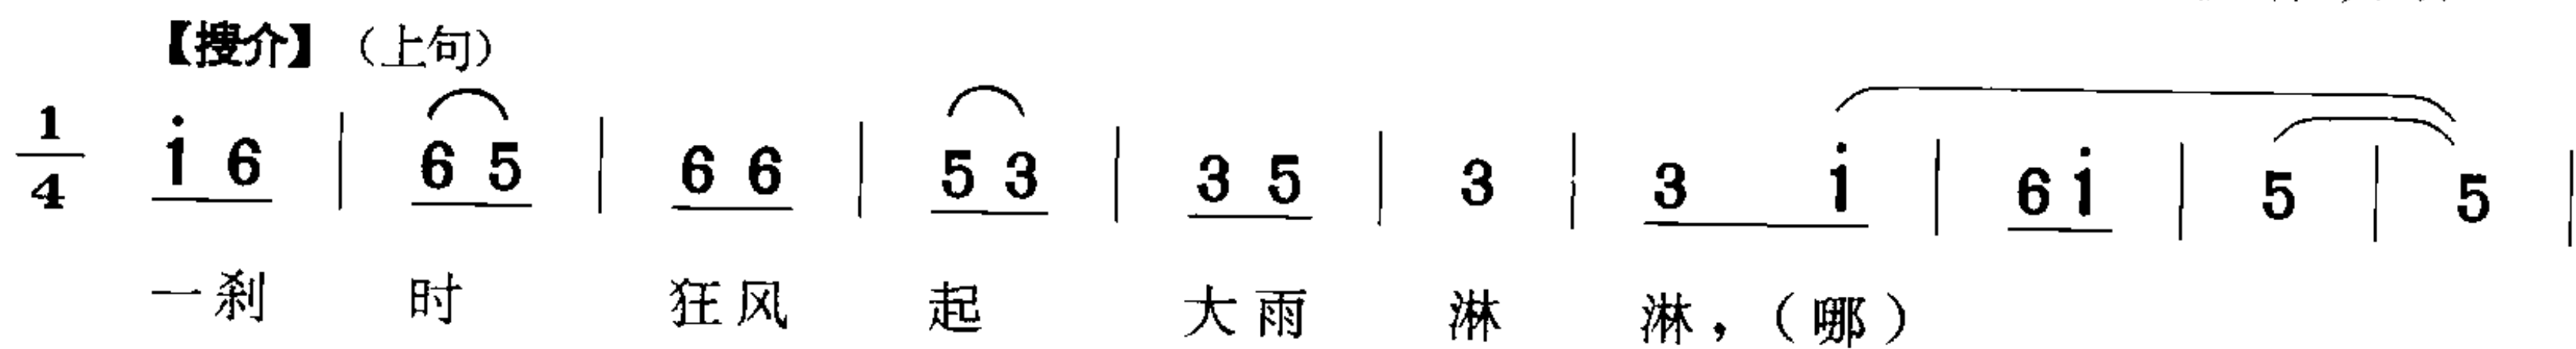 【搜介】（上句）
1/4 i̇ 6 | 6 5 | 6 6 | 5 3 | 3 5 | 3 | 3 i̇ | 6 i̇ | 5 | 5 |
一刹 时 狂风 起 大雨 淋 淋，（哪）